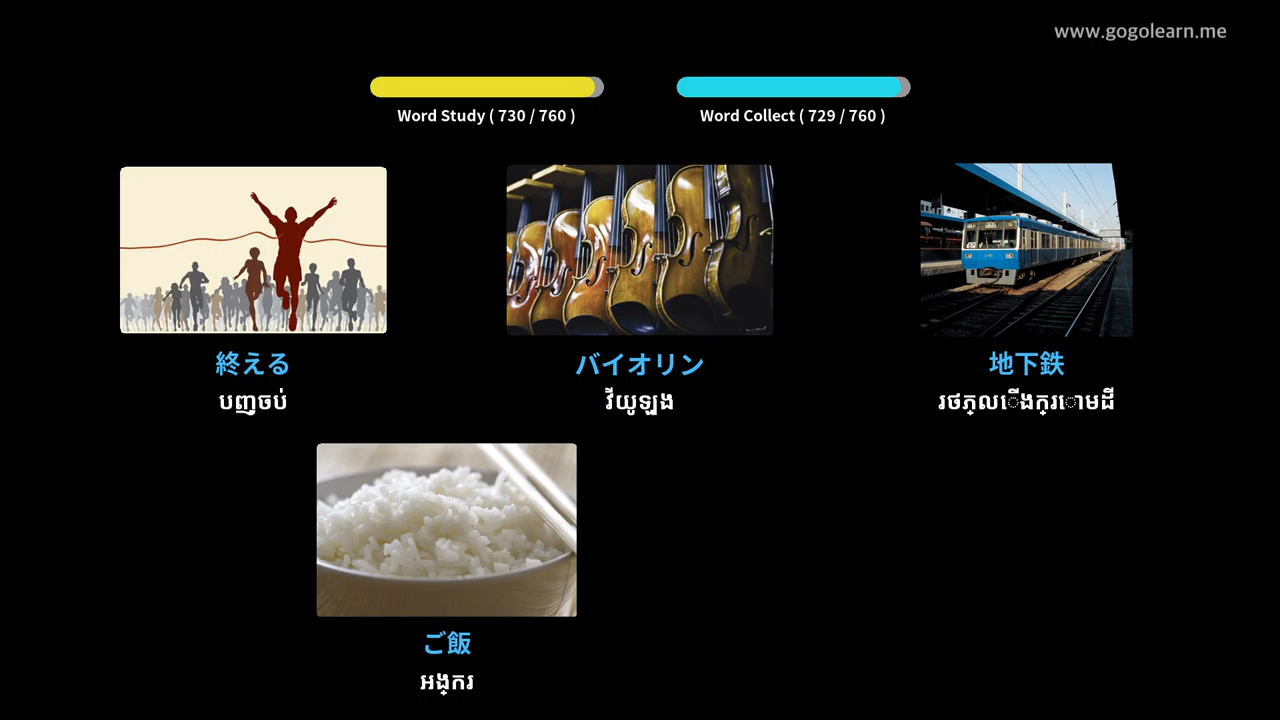 www.gogolearn.me
Word Study ( 730 / 760 )
Word Collect ( 729 / 760 )
終える
បញ្ចប់
バイオリン
វីយូឡុង
地下鉄
រថភ្លើងក្រោមដី
ご飯
អង្ករ